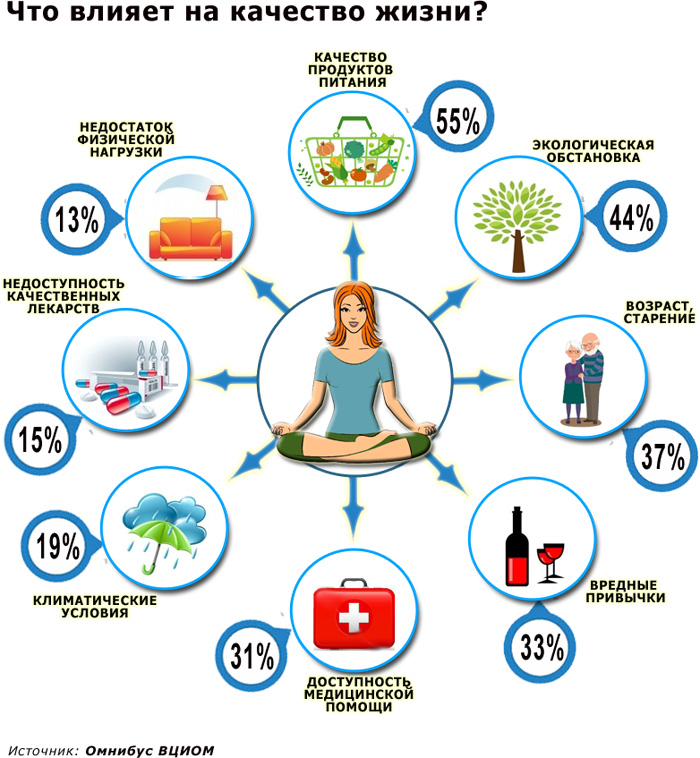 Что влияет на качество жизни?
КАЧЕСТВО
ПРОДУКТОВ
ПИТАНИЯ
55%
ЭКОЛОГИЧЕСКАЯ
ОБСТАНОВКА
44%
ВОЗРАСТ,
СТАРЕНИЕ
37%
ВРЕДНЫЕ
ПРИВЫЧКИ
33%
ДОСТУПНОСТЬ
МЕДИЦИНСКОЙ
ПОМОЩИ
31%
КЛИМАТИЧЕСКИЕ
УСЛОВИЯ
19%
НЕДОСТУПНОСТЬ
КАЧЕСТВЕННЫХ
ЛЕКАРСТВ
15%
НЕДОСТАТОК
ФИЗИЧЕСКОЙ
НАГРУЗКИ
13%
Источник: Омнибус ВЦИОМ